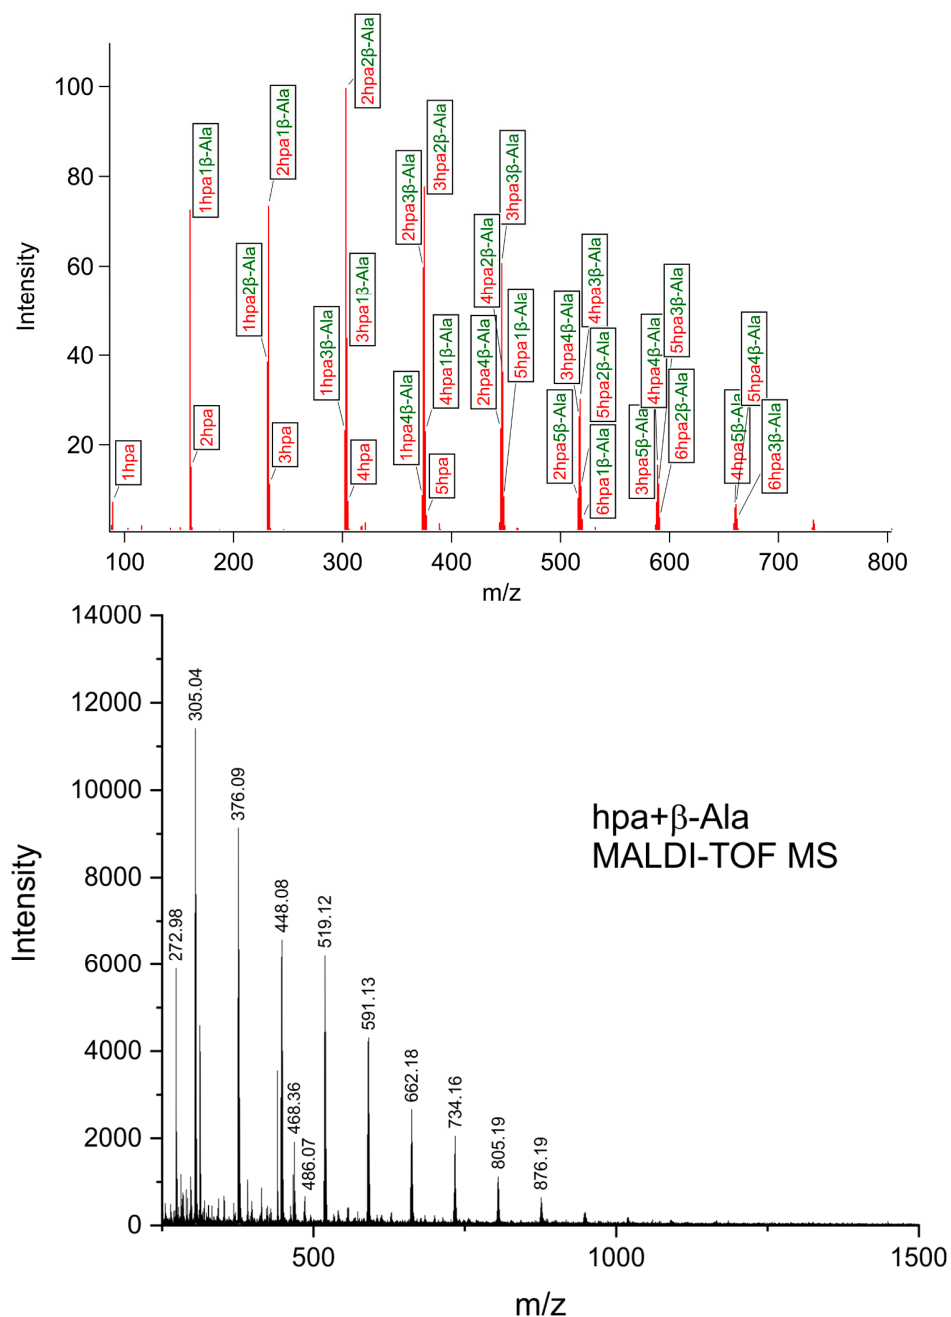 100
80
60
40
20
Intensity
1hpa
1hpa1β-Ala
2hpa
1hpa2β-Ala
2hpa1β-Ala
3hpa
1hpa3β-Ala
2hpa2β-Ala
3hpa1β-Ala
4hpa
1hpa4β-Ala
2hpa3β-Ala
3hpa2β-Ala
4hpa1β-Ala
5hpa
2hpa4β-Ala
4hpa2β-Ala
3hpa3β-Ala
5hpa1β-Ala
2hpa5β-Ala
3hpa4β-Ala
4hpa3β-Ala
5hpa2β-Ala
6hpa1β-Ala
3hpa5β-Ala
4hpa4β-Ala
5hpa3β-Ala
6hpa2β-Ala
4hpa5β-Ala
5hpa4β-Ala
6hpa3β-Ala
100 200 300 400 500 600 700 800
m/z
14000
12000
10000
8000
6000
4000
2000
0
Intensity
272.98
305.04
376.09
448.08
468.36
486.07
519.12
591.13
662.18
734.16
805.19
876.19
hpa+β-Ala
MALDI-TOF MS
500 1000 1500
m/z